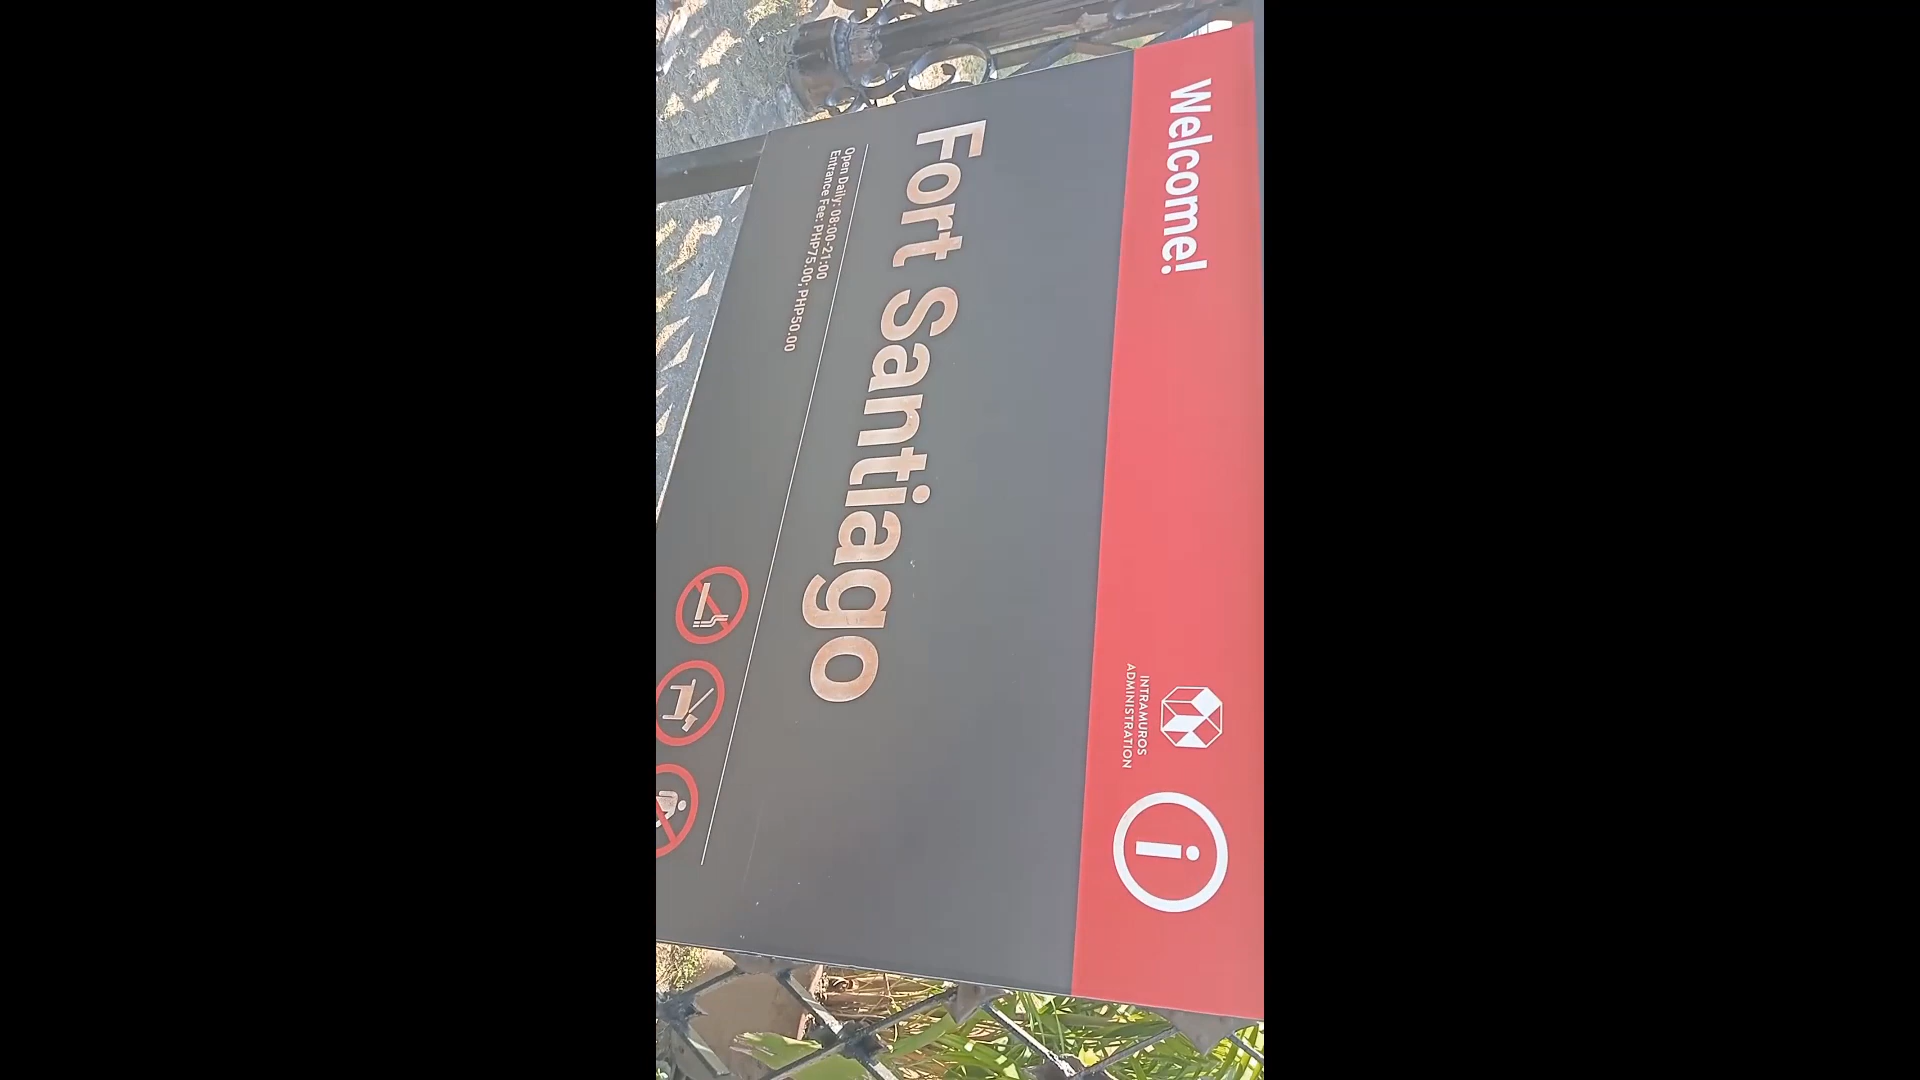 Welcome!
INTRAMUROS
ADMINISTRATION
i
Fort Santiago
Open Daily: 08:00-21:00
Entrance Fee: PHP75.00; PHP50.00